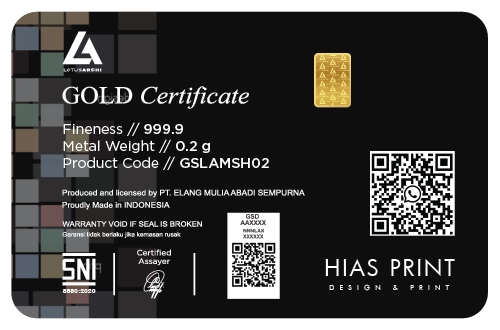 LOTUSARCHI
GOLD Certificate
Fineness // 999.9
Metal Weight // 0.2 g
Product Code // GSLAMSH02
Produced and licensed by PT. ELANG MULIA ABADI SEMPURNA
Proudly Made in INDONESIA
WARRANTY VOID IF SEAL IS BROKEN
Garansi tidak berlaku jika kemasan rusak
SNI
8880:2020
Certified
Assayer
GSD
AAXXXX
NNNLAX
XXXXXX
HIAS PRINT
DESIGN & PRINT